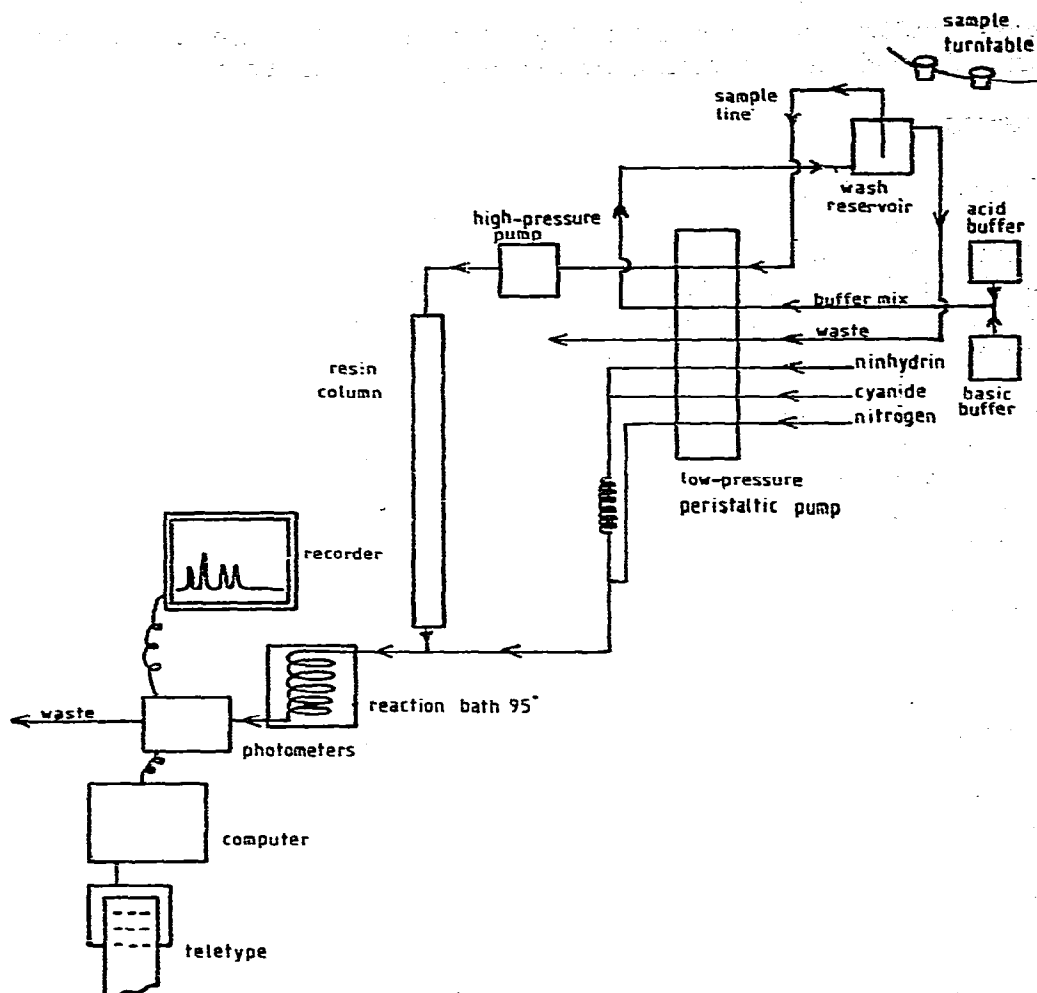 sample
turntable
sample
line
wash
reservoir
acid
buffer
high-pressure
pump
buffer mix
waste
ninhydrin
cyanide
nitrogen
basic
buffer
resin
column
low-pressure
peristaltic pump
recorder
reaction bath 95°
waste
photometers
computer
teletype